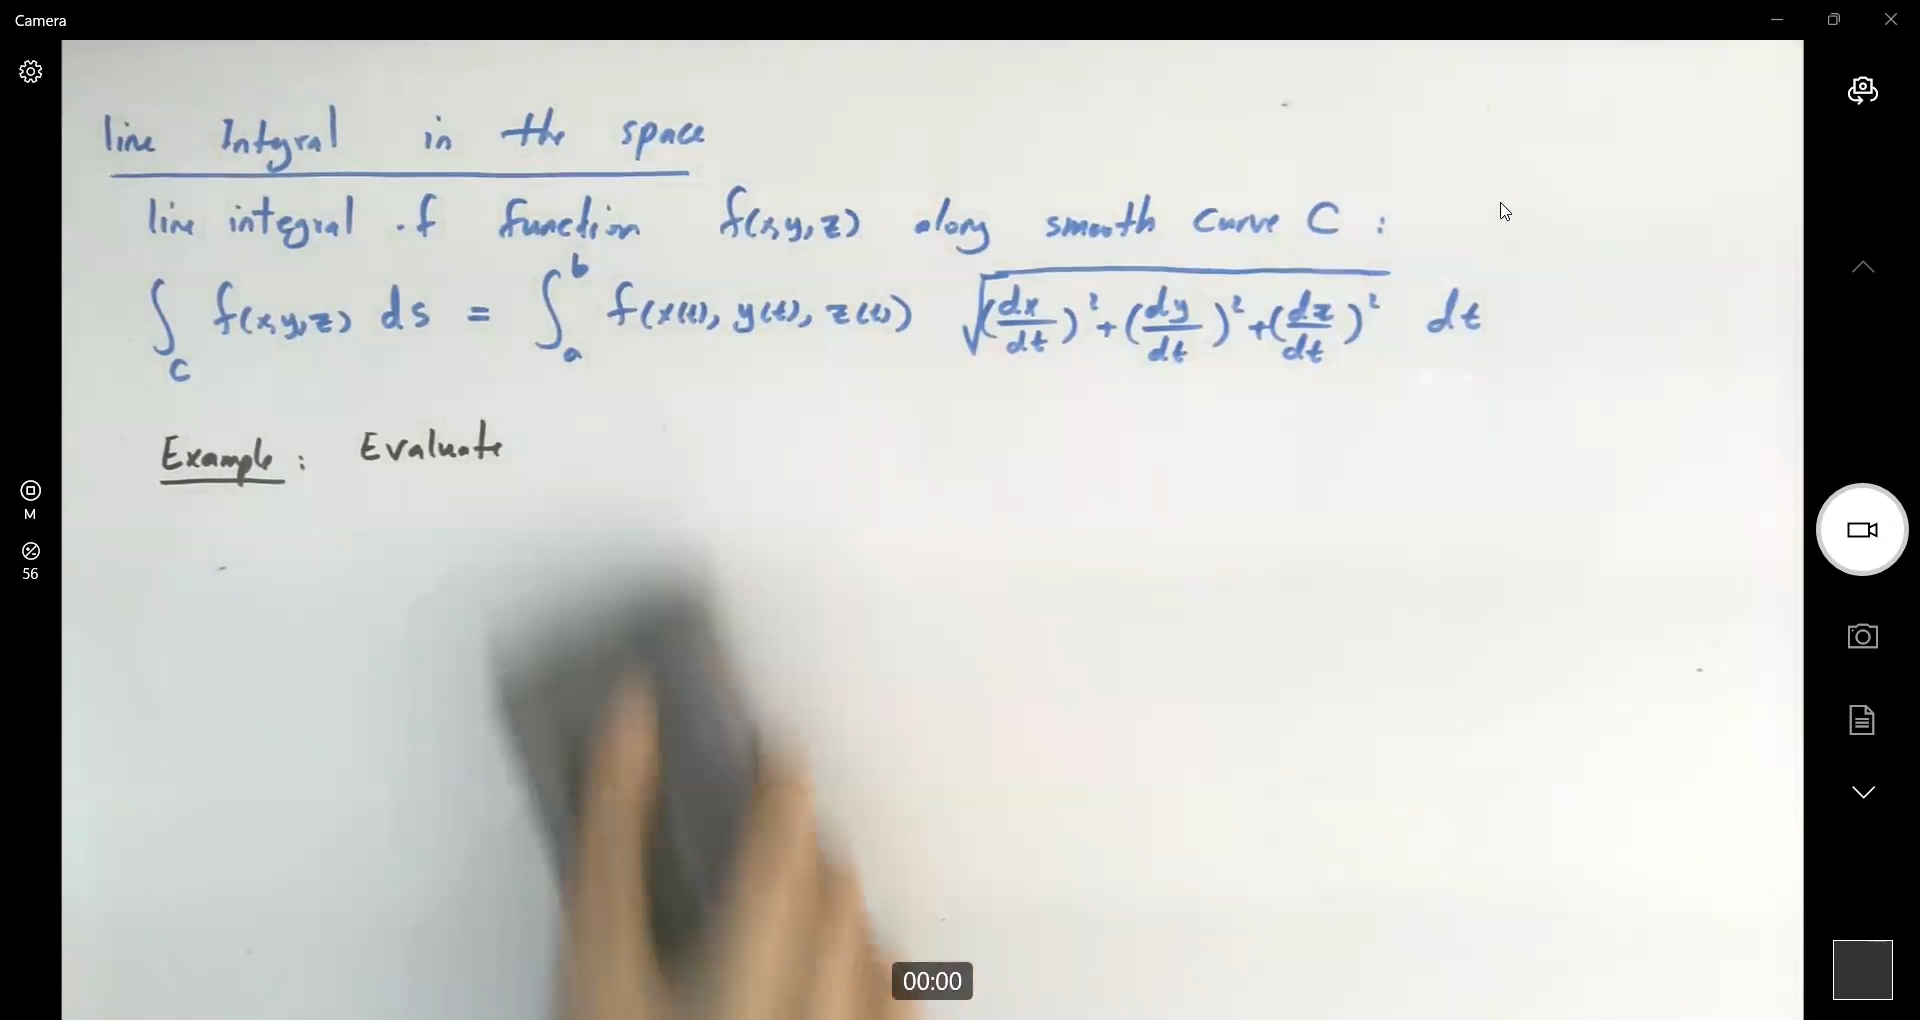 Camera
line Integral in the space
line integral of function f(x,y,z) along smooth curve C :
∫_C f(x,y,z) ds = ∫_a^b f(x(t), y(t), z(t)) √((dx/dt)²+(dy/dt)²+(dz/dt)²) dt
Example : Evaluate
M
56
00:00